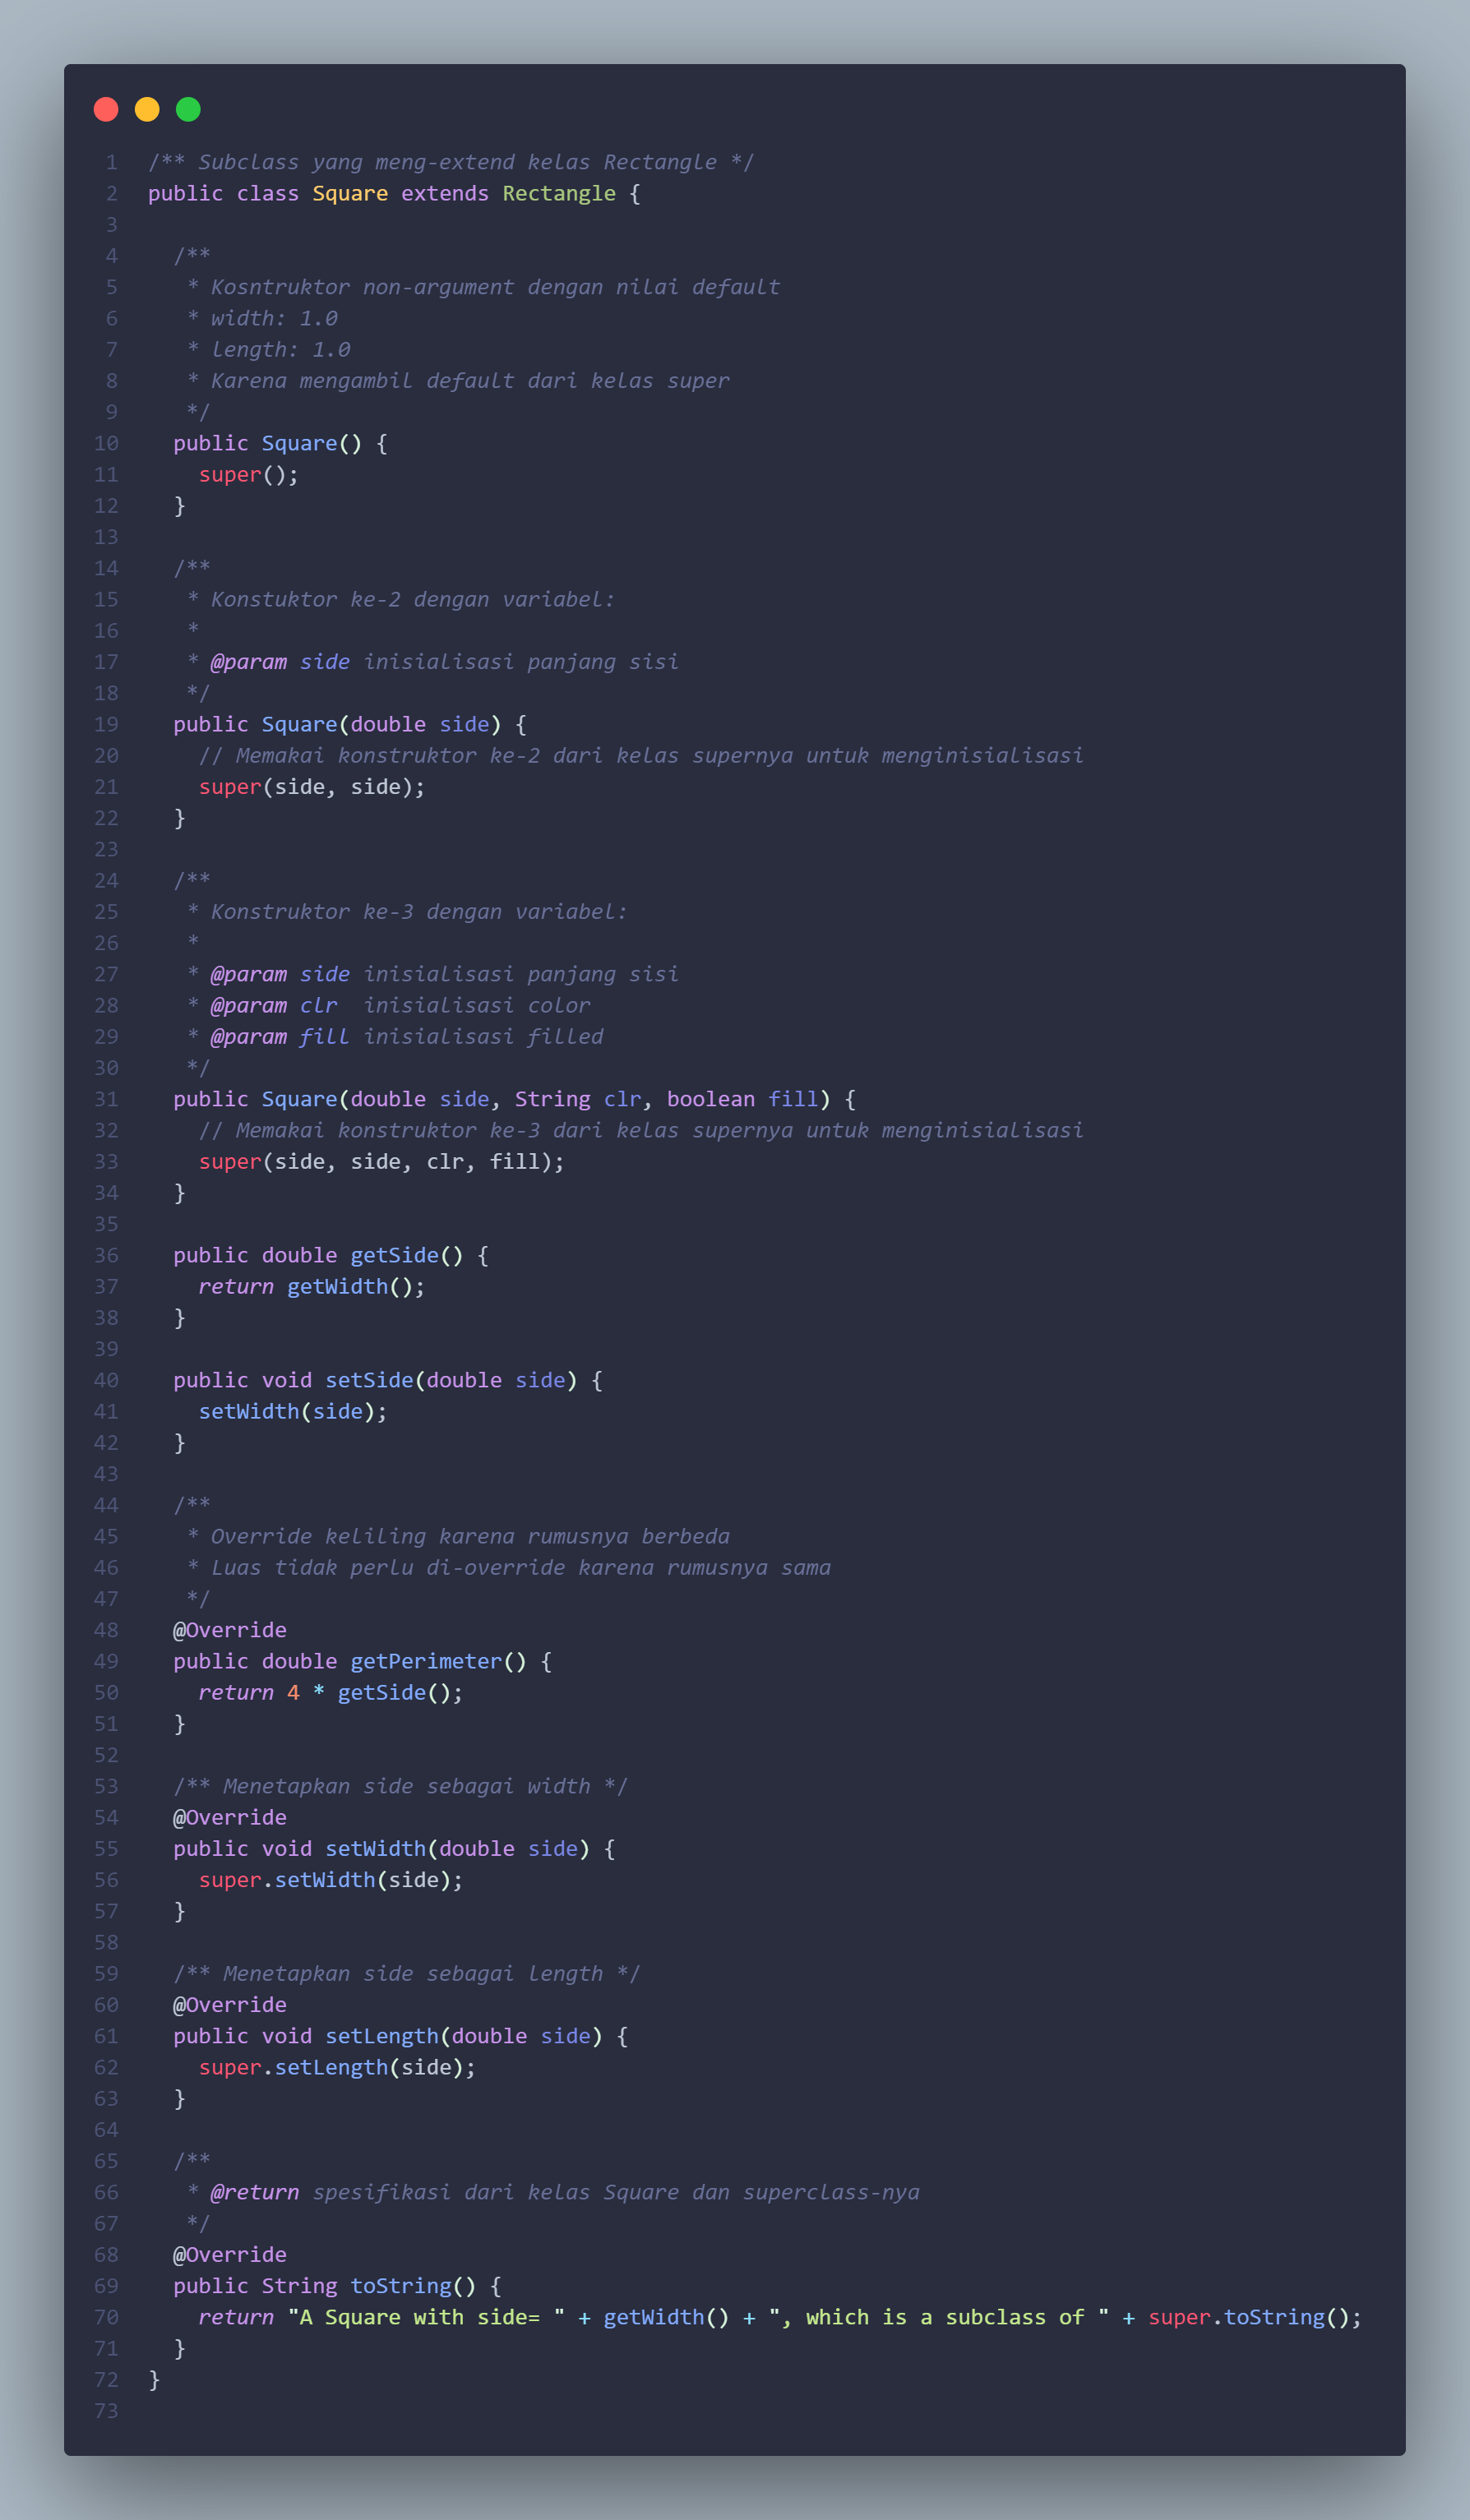 1 /** Subclass yang meng-extend kelas Rectangle */
2 public class Square extends Rectangle {
3
4   /**
5    * Kosntruktor non-argument dengan nilai default
6    * width: 1.0
7    * length: 1.0
8    * Karena mengambil default dari kelas super
9    */
10   public Square() {
11     super();
12   }
13
14   /**
15    * Konstuktor ke-2 dengan variabel:
16    *
17    * @param side inisialisasi panjang sisi
18    */
19   public Square(double side) {
20     // Memakai konstruktor ke-2 dari kelas supernya untuk menginisialisasi
21     super(side, side);
22   }
23
24   /**
25    * Konstruktor ke-3 dengan variabel:
26    *
27    * @param side inisialisasi panjang sisi
28    * @param clr  inisialisasi color
29    * @param fill inisialisasi filled
30    */
31   public Square(double side, String clr, boolean fill) {
32     // Memakai konstruktor ke-3 dari kelas supernya untuk menginisialisasi
33     super(side, side, clr, fill);
34   }
35
36   public double getSide() {
37     return getWidth();
38   }
39
40   public void setSide(double side) {
41     setWidth(side);
42   }
43
44   /**
45    * Override keliling karena rumusnya berbeda
46    * Luas tidak perlu di-override karena rumusnya sama
47    */
48   @Override
49   public double getPerimeter() {
50     return 4 * getSide();
51   }
52
53   /** Menetapkan side sebagai width */
54   @Override
55   public void setWidth(double side) {
56     super.setWidth(side);
57   }
58
59   /** Menetapkan side sebagai length */
60   @Override
61   public void setLength(double side) {
62     super.setLength(side);
63   }
64
65   /**
66    * @return spesifikasi dari kelas Square dan superclass-nya
67    */
68   @Override
69   public String toString() {
70     return "A Square with side= " + getWidth() + ", which is a subclass of " + super.toString();
71   }
72 }
73